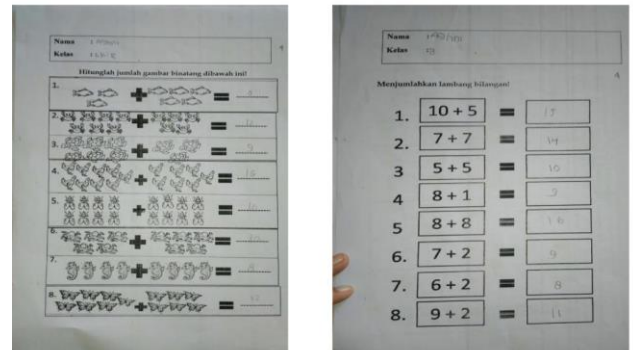 Nama :
Kelas :
Hitunglah jumlah gambar binatang dibawah ini!
1. + =
2. + =
3. + = 9
4. + =
5. + =
6. + =
7. + = 8
8. + =
Nama :
Kelas :
Menjumlahkan lambang bilangan!
1. 10 + 5 = 15
2. 7 + 7 = 14
3 5 + 5 = 10
4 8 + 1 = 9
5 8 + 8 = 16
6. 7 + 2 = 9
7. 6 + 2 = 8
8. 9 + 2 = 11